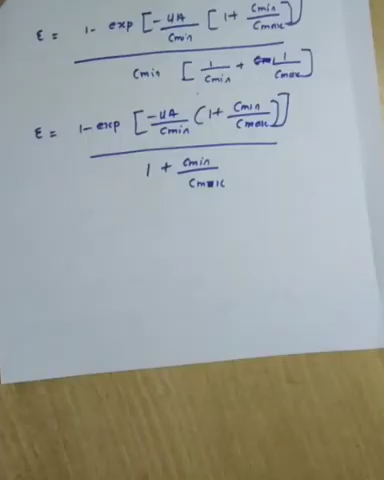 ε = 1 - exp [ -UA / Cmin [ 1 + Cmin / Cmax ] ] / Cmin [ 1 / Cmin + 1 / Cmax ]
ε = 1 - exp [ -UA / Cmin ( 1 + Cmin / Cmax ) ] / 1 + Cmin / Cmax